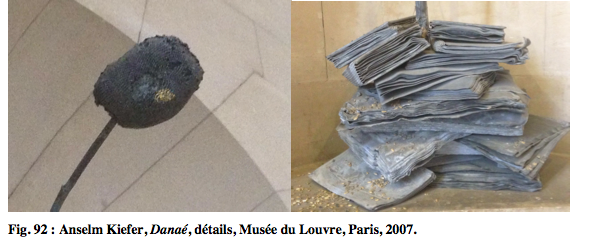 Fig. 92 : Anselm Kiefer, Danaé, détails, Musée du Louvre, Paris, 2007.